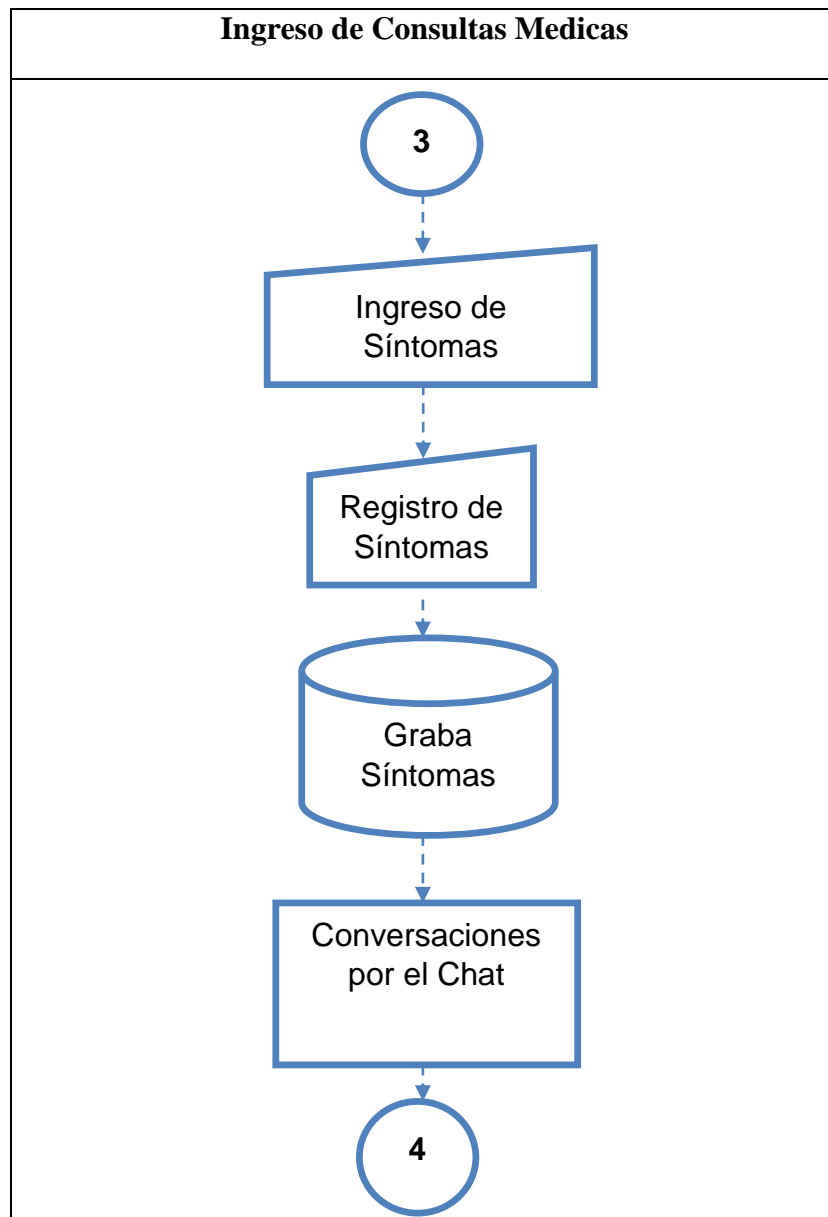 Ingreso de Consultas Medicas
3
Ingreso de
Síntomas
Registro de
Síntomas
Graba
Síntomas
Conversaciones
por el Chat
4